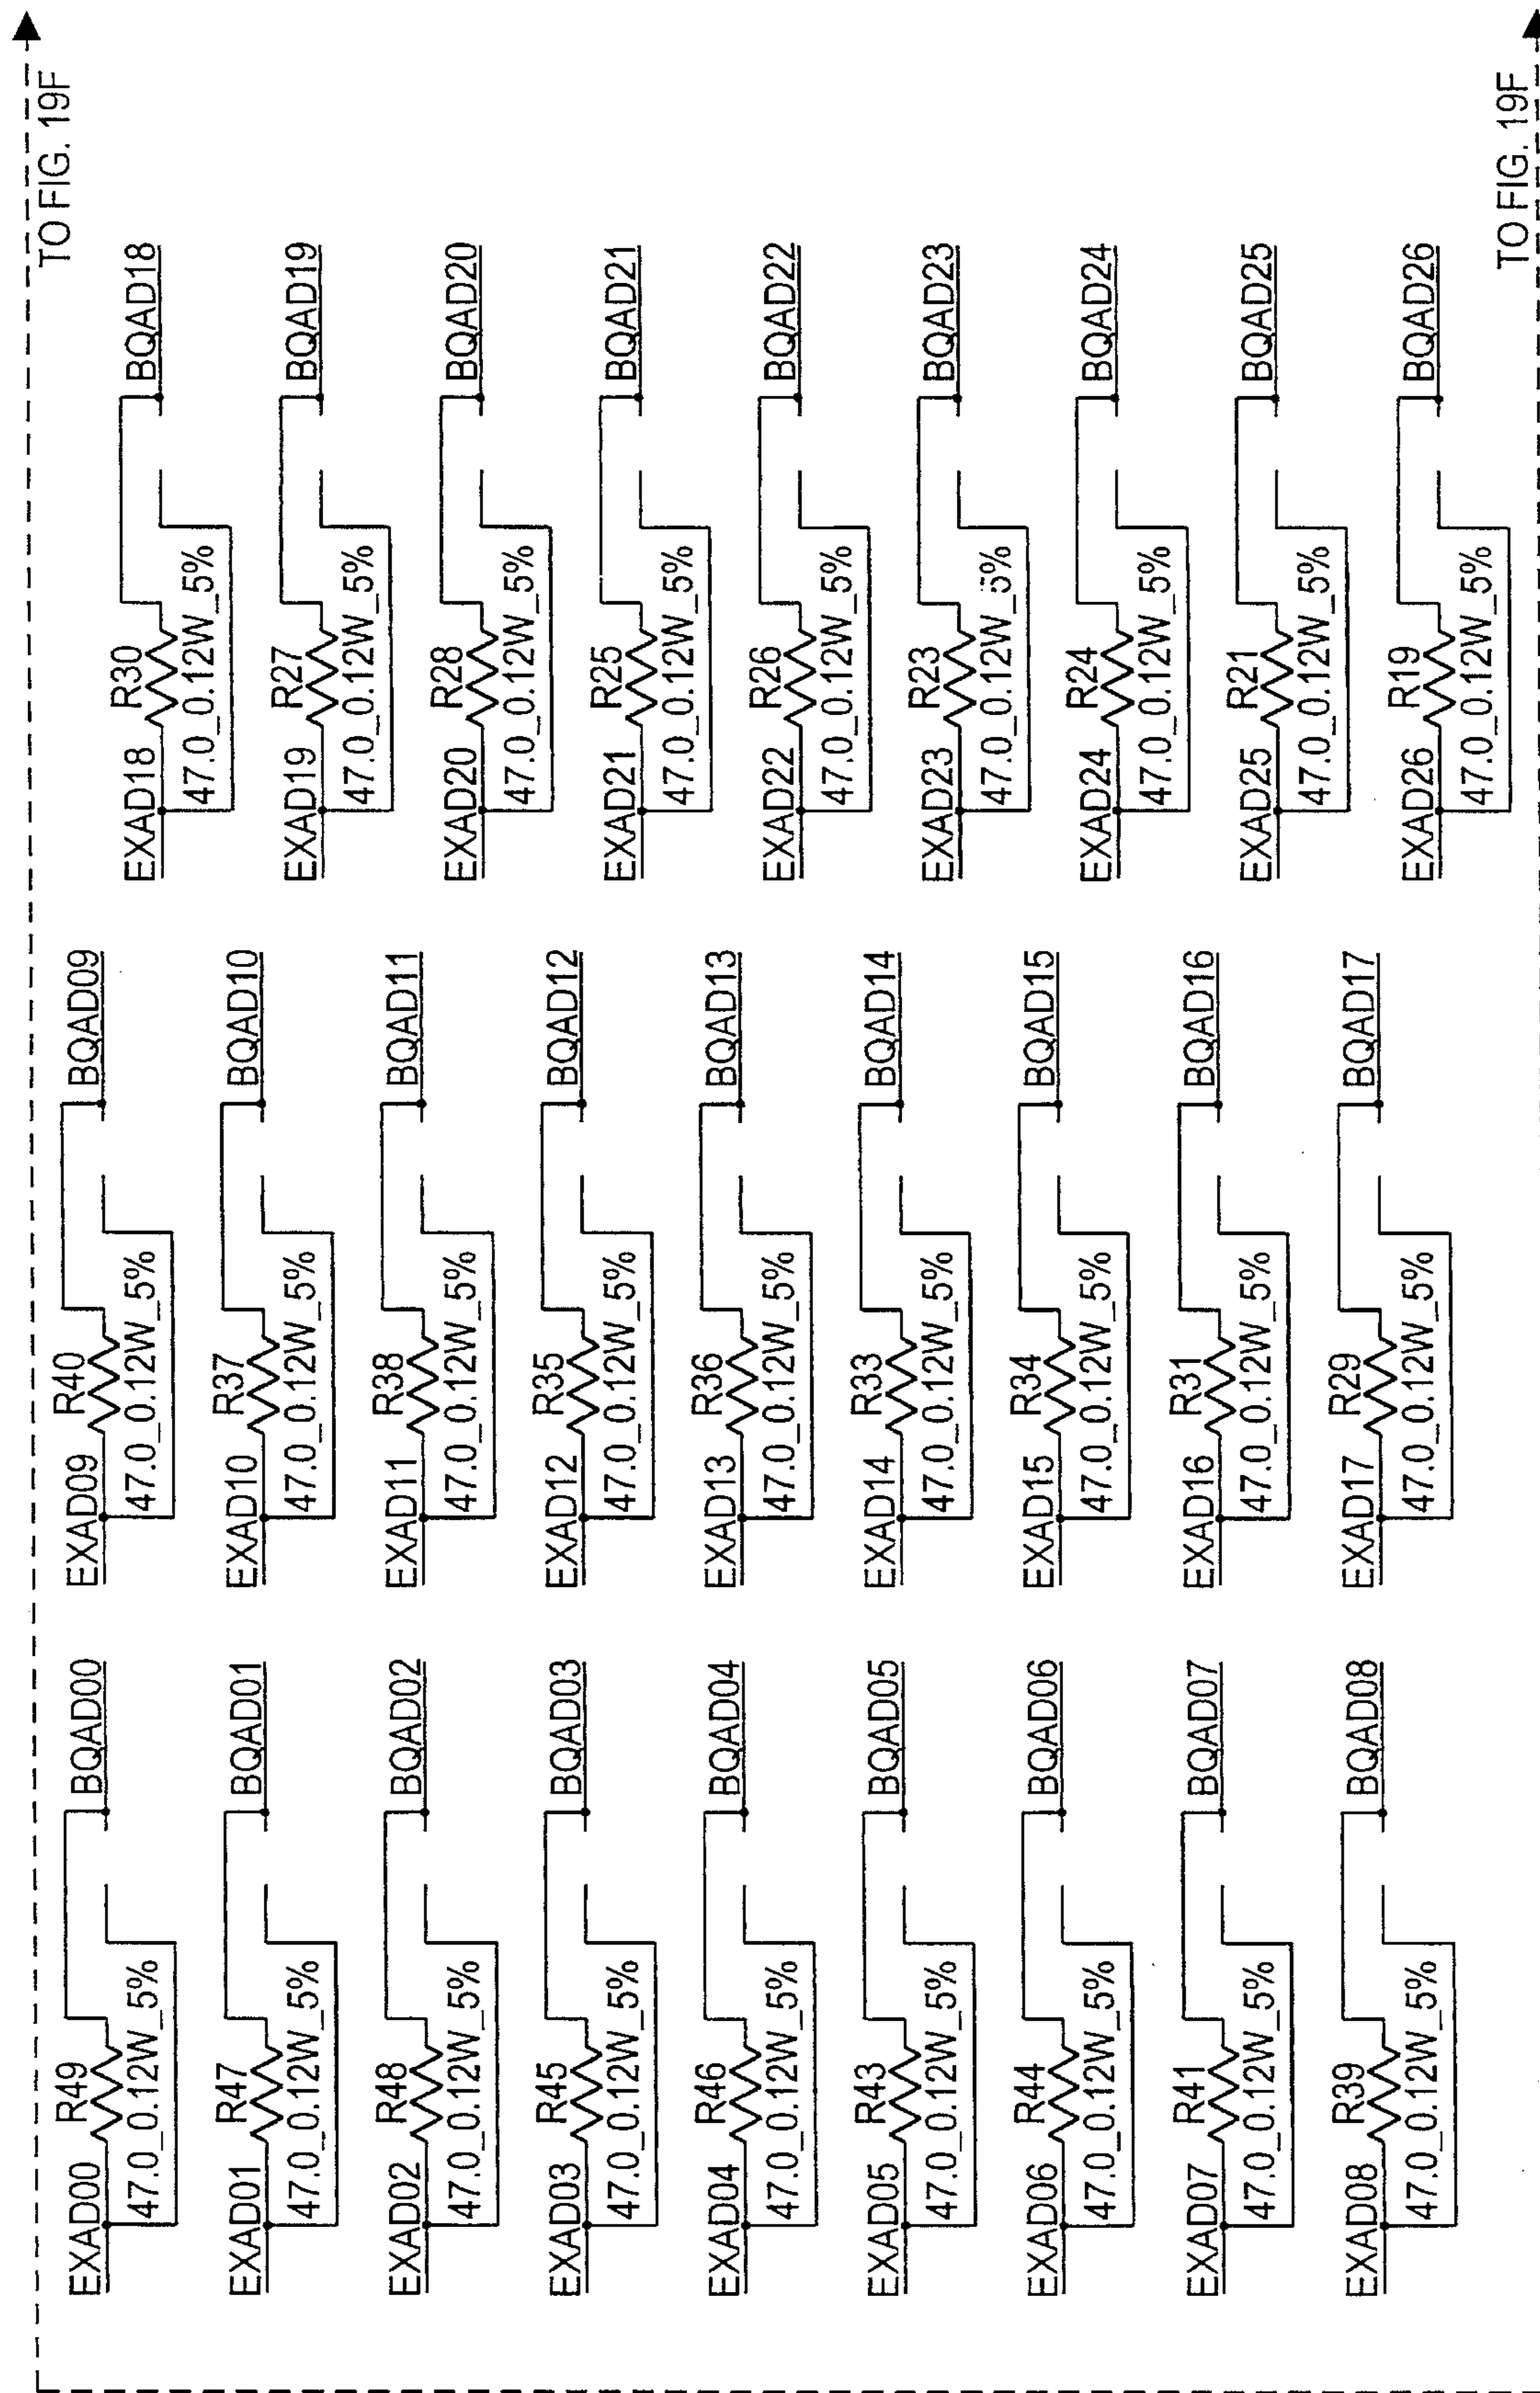 TO FIG. 19F
EXAD00 R49 BQAD00
47.0_0.12W_5%
EXAD01 R47 BQAD01
47.0_0.12W_5%
EXAD02 R48 BQAD02
47.0_0.12W_5%
EXAD03 R45 BQAD03
47.0_0.12W_5%
EXAD04 R46 BQAD04
47.0_0.12W_5%
EXAD05 R43 BQAD05
47.0_0.12W_5%
EXAD06 R44 BQAD06
47.0_0.12W_5%
EXAD07 R41 BQAD07
47.0_0.12W_5%
EXAD08 R39 BQAD08
47.0_0.12W_5%
EXAD09 R40 BQAD09
47.0_0.12W_5%
EXAD10 R37 BQAD10
47.0_0.12W_5%
EXAD11 R38 BQAD11
47.0_0.12W_5%
EXAD12 R35 BQAD12
47.0_0.12W_5%
EXAD13 R36 BQAD13
47.0_0.12W_5%
EXAD14 R33 BQAD14
47.0_0.12W_5%
EXAD15 R34 BQAD15
47.0_0.12W_5%
EXAD16 R31 BQAD16
47.0_0.12W_5%
EXAD17 R29 BQAD17
47.0_0.12W_5%
EXAD18 R30 BQAD18
47.0_0.12W_5%
EXAD19 R27 BQAD19
47.0_0.12W_5%
EXAD20 R28 BQAD20
47.0_0.12W_5%
EXAD21 R25 BQAD21
47.0_0.12W_5%
EXAD22 R26 BQAD22
47.0_0.12W_5%
EXAD23 R23 BQAD23
47.0_0.12W_5%
EXAD24 R24 BQAD24
47.0_0.12W_5%
EXAD25 R21 BQAD25
47.0_0.12W_5%
EXAD26 R19 BQAD26
47.0_0.12W_5%
TO FIG. 19F